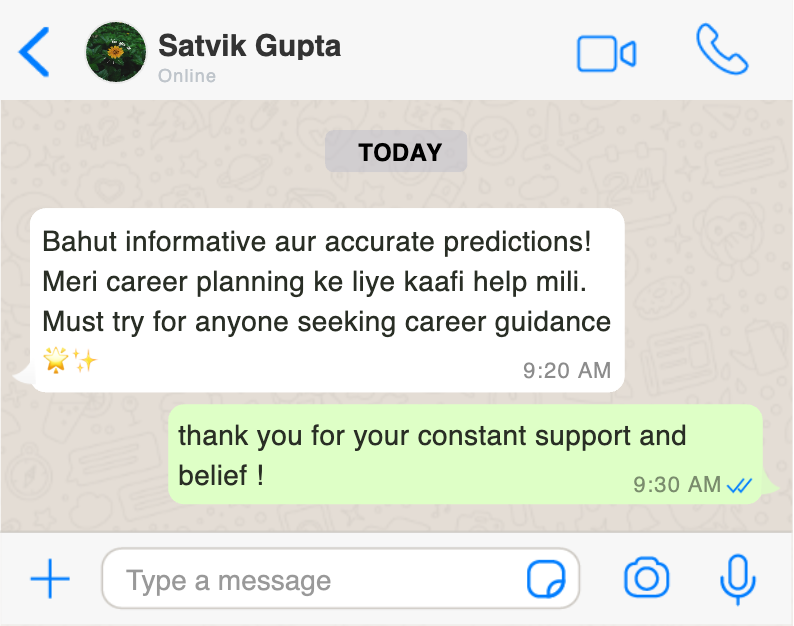 Satvik Gupta
Online
TODAY
Bahut informative aur accurate predictions!
Meri career planning ke liye kaafi help mili.
Must try for anyone seeking career guidance
🌟✨
9:20 AM
thank you for your constant support and
belief !
9:30 AM
Type a message